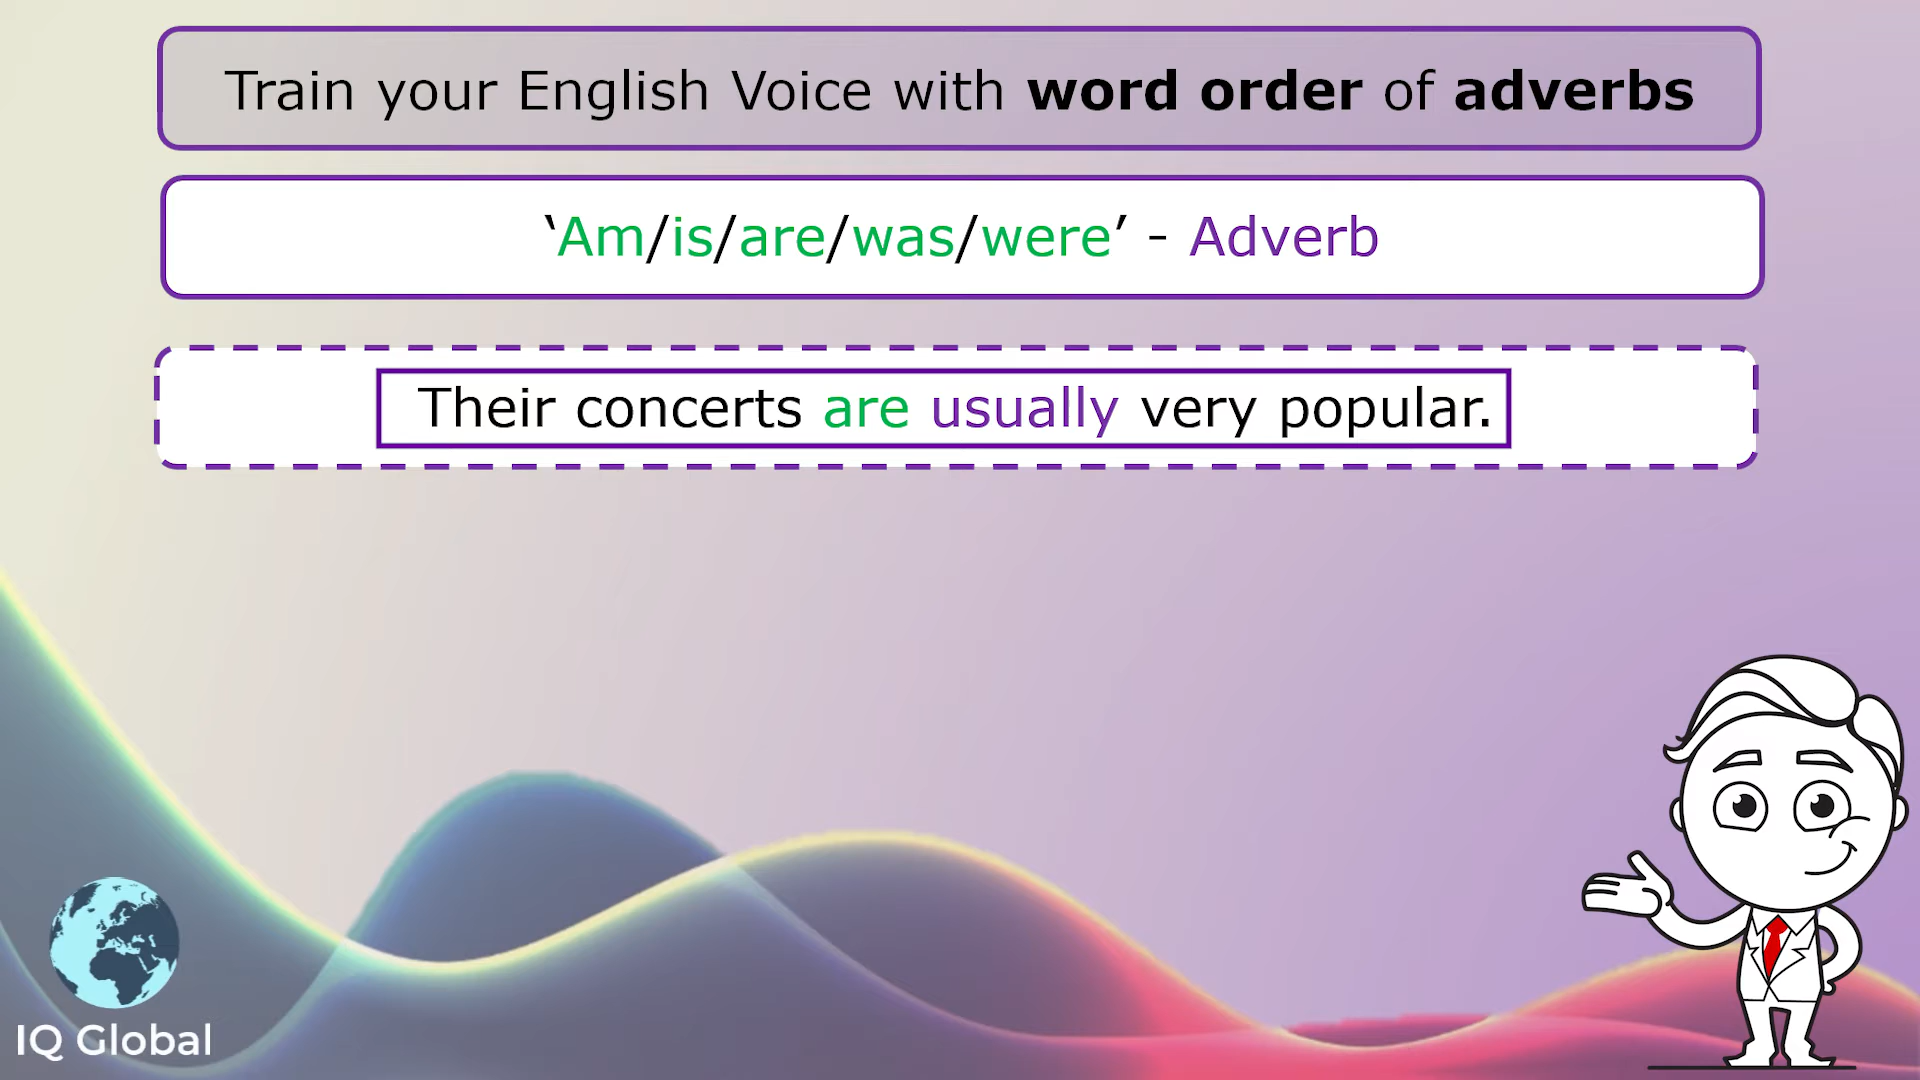 Train your English Voice with word order of adverbs
‘Am/is/are/was/were’ - Adverb
Their concerts are usually very popular.
IQ Global